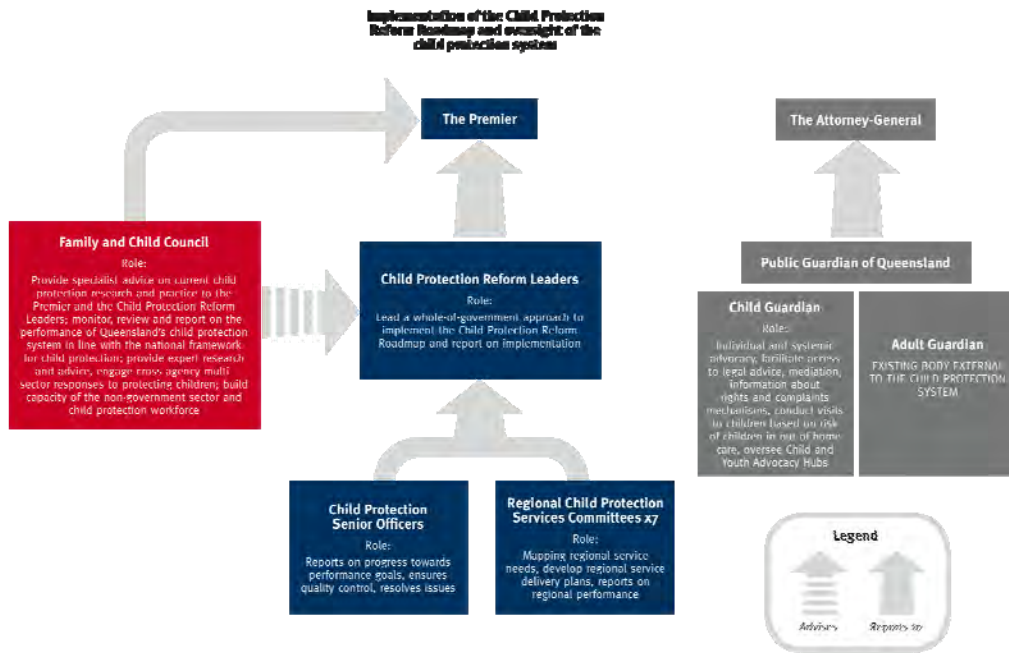 Implementation of the Child Protection
Reform Roadmap and oversight of the
child protection system
The Premier
The Attorney-General
Family and Child Council
Role:
Provide specialist advice on current child
protection research and practice to the
Premier and the Child Protection Reform
Leaders; monitor, review and report on the
performance of Queensland's child protection
system in line with the national framework
for child protection; provide expert research
and advice, engage cross agency multi
sector responses to protecting children; build
capacity of the non-government sector and
child protection workforce
Child Protection Reform Leaders
Role:
Lead a whole-of-government approach to
implement the Child Protection Reform
Roadmap and report on implementation
Public Guardian of Queensland
Child Guardian
Role:
Individual and systemic
advocacy, facilitate access
to legal advice, mediation,
information about
rights and complaints
mechanisms, conduct visits
to children based on risk
of children in out of home
care, oversee Child and
Youth Advocacy Hubs
Adult Guardian
EXISTING BODY EXTERNAL
TO THE CHILD PROTECTION
SYSTEM
Child Protection
Senior Officers
Role:
Reports on progress towards
performance goals, ensures
quality control, resolves issues
Regional Child Protection
Services Committees x7
Role:
Mapping regional service
needs, develop regional service
delivery plans, reports on
regional performance
Legend
Advises
Reports to